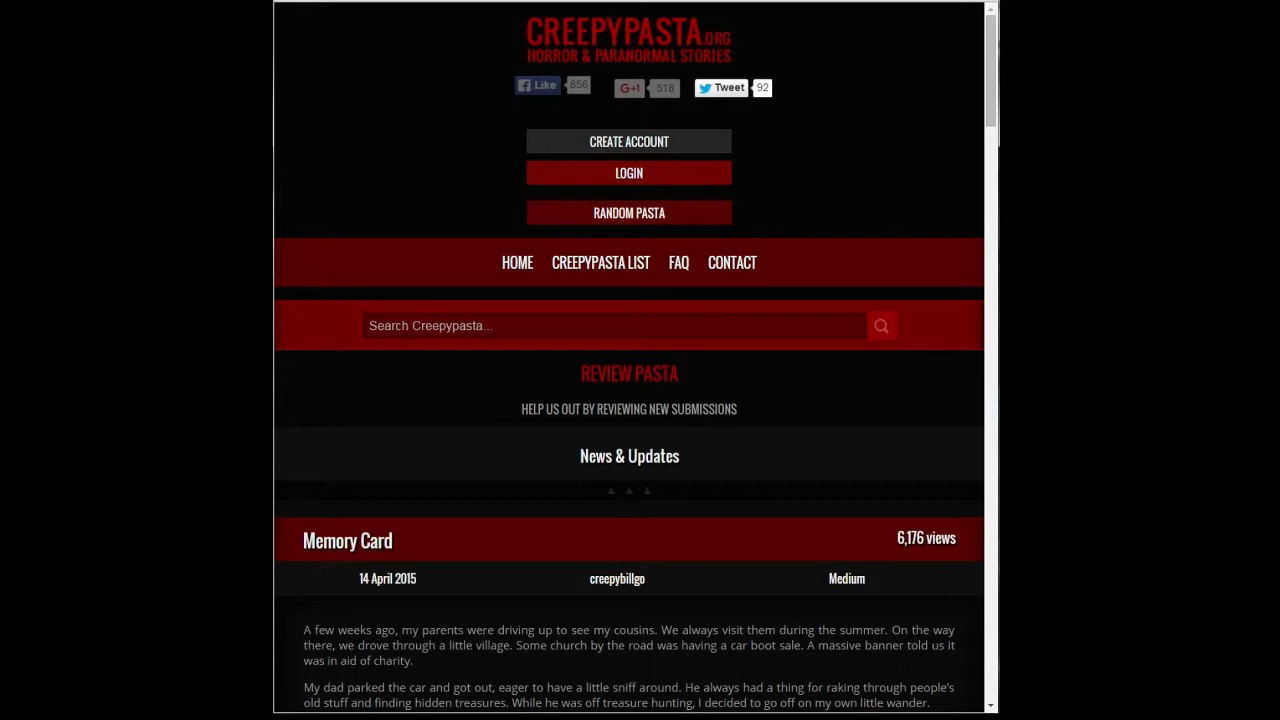 CREEPYPASTA.ORG
HORROR & PARANORMAL STORIES
Like 856 G+1 518 Tweet 92
CREATE ACCOUNT
LOGIN
RANDOM PASTA
HOME CREEPYPASTA LIST FAQ CONTACT
Search Creepypasta...
REVIEW PASTA
HELP US OUT BY REVIEWING NEW SUBMISSIONS
News & Updates
Memory Card 6,176 views
14 April 2015 creepybillgo Medium
A few weeks ago, my parents were driving up to see my cousins. We always visit them during the summer. On the way
there, we drove through a little village. Some church by the road was having a car boot sale. A massive banner told us it
was in aid of charity.
My dad parked the car and got out, eager to have a little sniff around. He always had a thing for raking through people's
old stuff and finding hidden treasures. While he was off treasure hunting, I decided to go off on my own little wander.